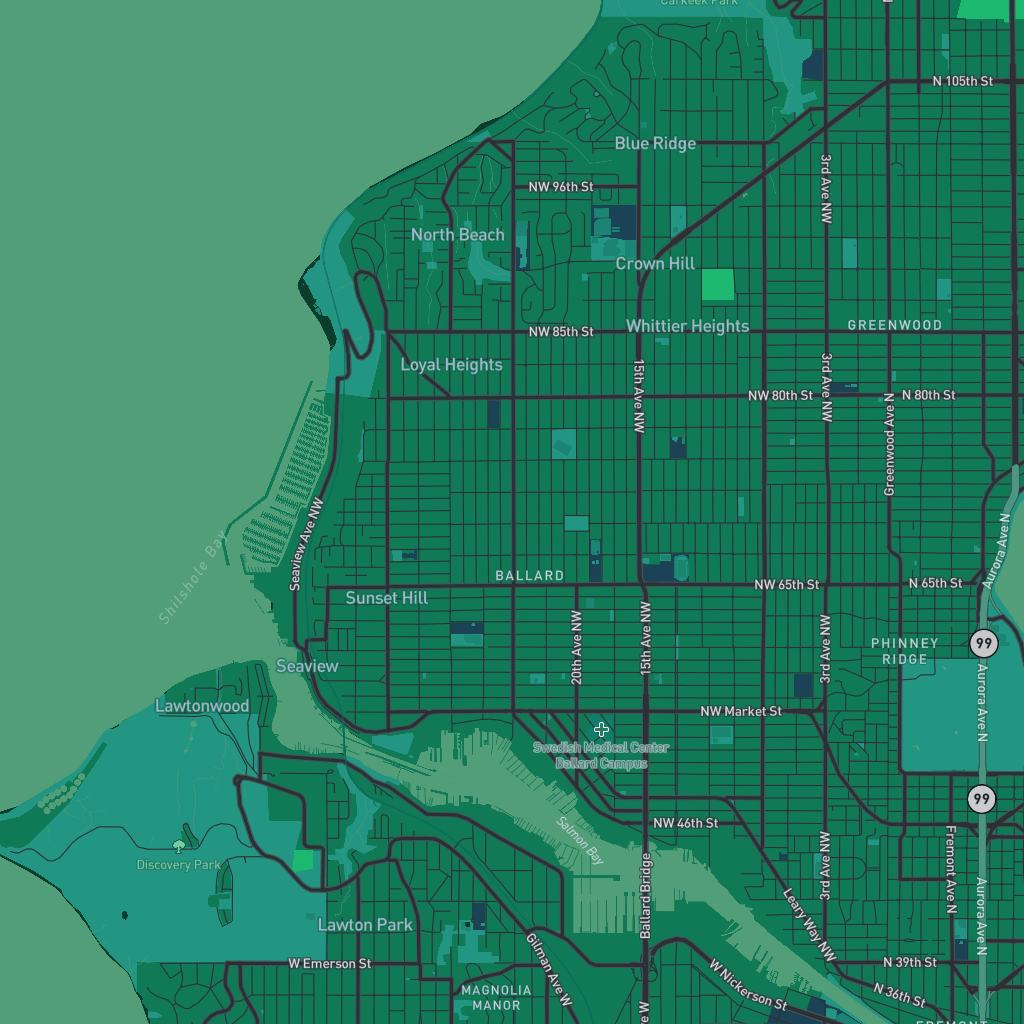 Carkeek Park
N 105th St
Blue Ridge
3rd Ave NW
NW 96th St
North Beach
Crown Hill
Whittier Heights
GREENWOOD
NW 85th St
Loyal Heights
15th Ave NW
3rd Ave NW
NW 80th St
N 80th St
Greenwood Ave N
Seaview Ave NW
Shilshole Bay
Aurora Ave N
BALLARD
NW 65th St
N 65th St
Sunset Hill
20th Ave NW
15th Ave NW
3rd Ave NW
PHINNEY
RIDGE
99
Seaview
Aurora Ave N
Lawtonwood
NW Market St
Swedish Medical Center
Ballard Campus
99
NW 46th St
Salmon Bay
Discovery Park
3rd Ave NW
Fremont Ave N
Ballard Bridge
Leary Way NW
Aurora Ave N
Lawton Park
Gilman Ave W
W Emerson St
N 39th St
W Nickerson St
N 36th St
MAGNOLIA
MANOR
FREMONT